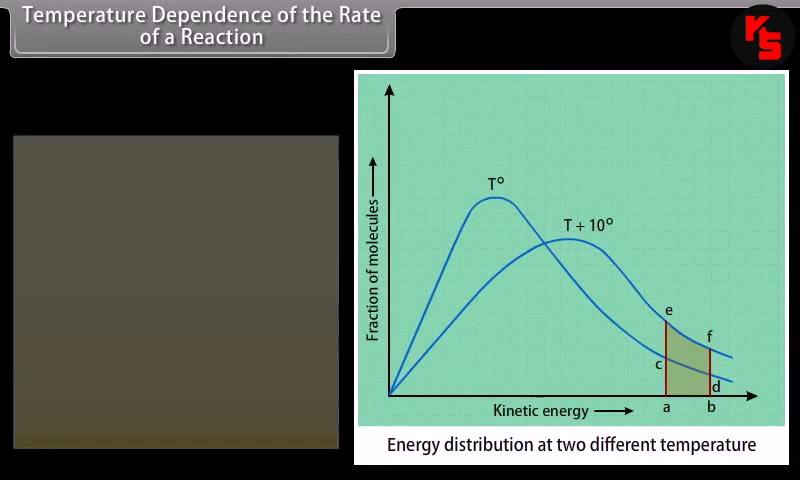 Temperature Dependence of the Rate
of a Reaction
KS
T°
T + 10°
Fraction of molecules
e
f
c
d
Kinetic energy
a
b
Energy distribution at two different temperature